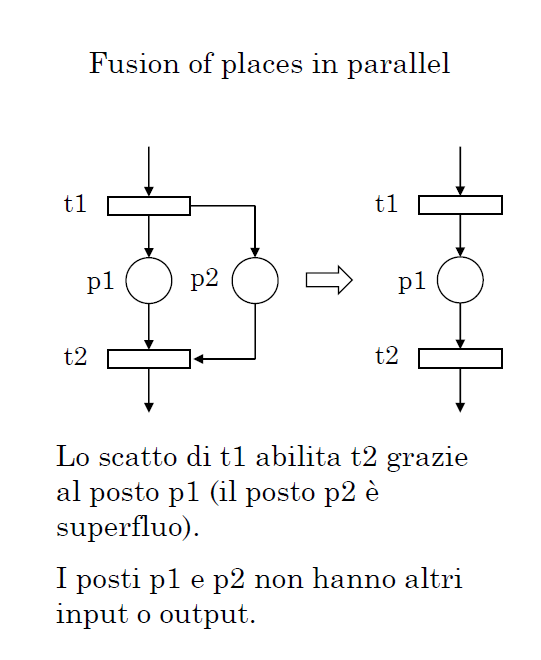 Fusion of places in parallel
t1
t1
p1
p2
p1
t2
t2
Lo scatto di t1 abilita t2 grazie
al posto p1 (il posto p2 è
superfluo).
I posti p1 e p2 non hanno altri
input o output.